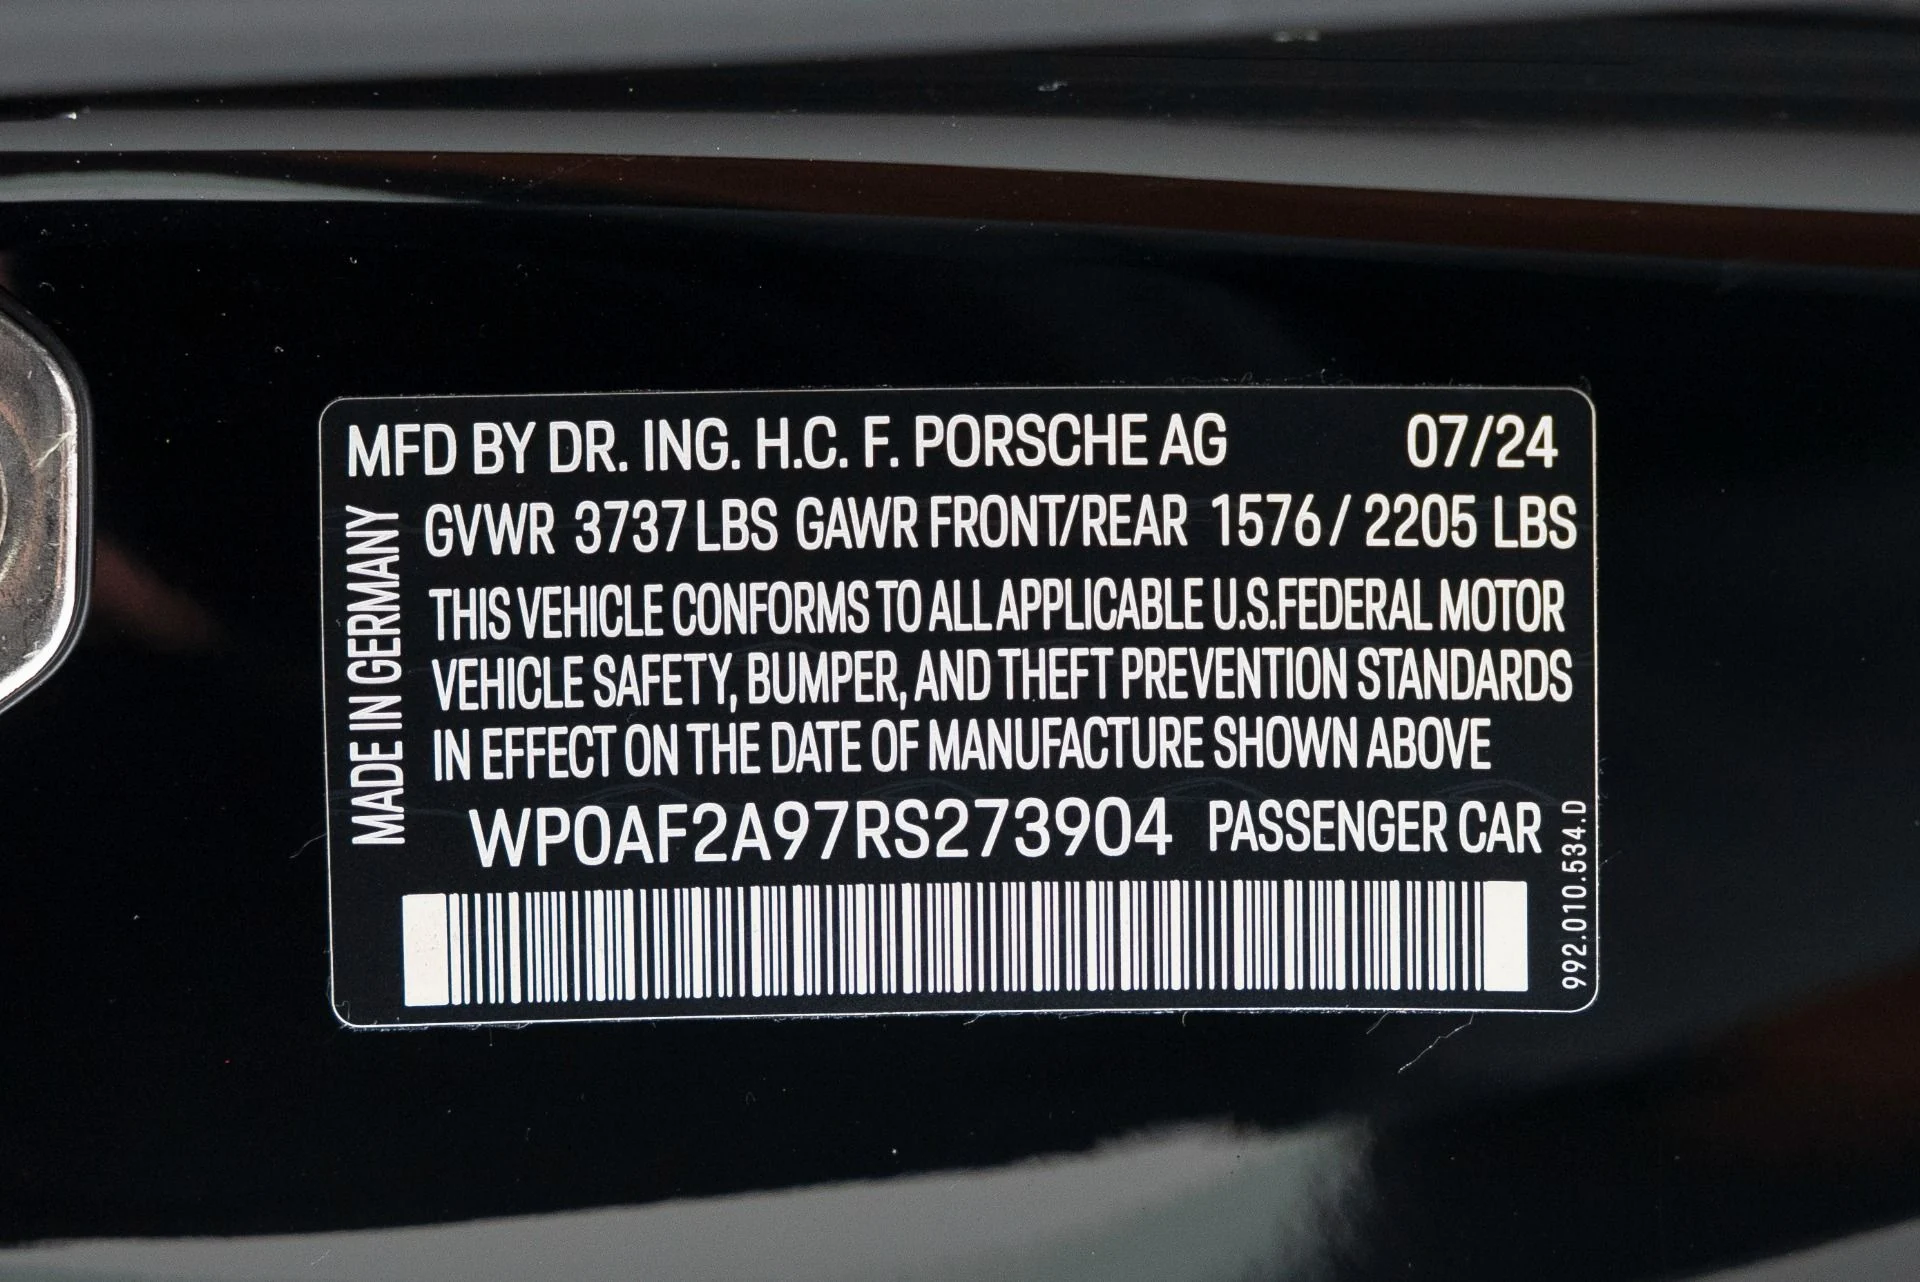 MFD BY DR. ING. H.C. F. PORSCHE AG 07/24
GVWR 3737 LBS GAWR FRONT/REAR 1576 / 2205 LBS
THIS VEHICLE CONFORMS TO ALL APPLICABLE U.S.FEDERAL MOTOR
VEHICLE SAFETY, BUMPER, AND THEFT PREVENTION STANDARDS
IN EFFECT ON THE DATE OF MANUFACTURE SHOWN ABOVE
WP0AF2A97RS273904 PASSENGER CAR
MADE IN GERMANY
992.010.534.D